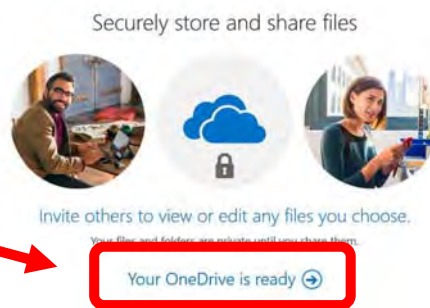 Securely store and share files
Invite others to view or edit any files you choose.
Your files and folders are private until you share them.
Your OneDrive is ready